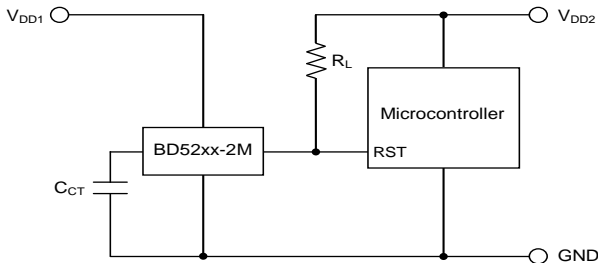 VDD1
VDD2
RL
Microcontroller
BD52xx-2M
RST
CCT
GND